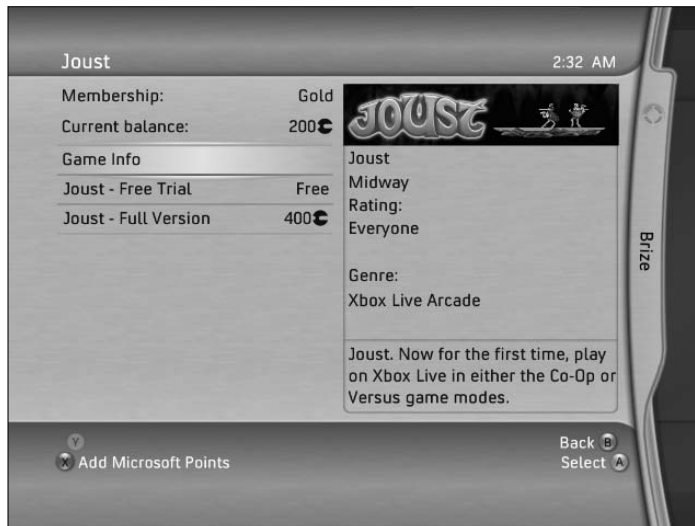 Joust
2:32 AM
Membership: Gold
Current balance: 200
Game Info
Joust - Free Trial Free
Joust - Full Version 400
JOUST
Joust
Midway
Rating:
Everyone
Genre:
Xbox Live Arcade
Joust. Now for the first time, play
on Xbox Live in either the Co-Op or
Versus game modes.
Brize
Y
X Add Microsoft Points
Back B
Select A